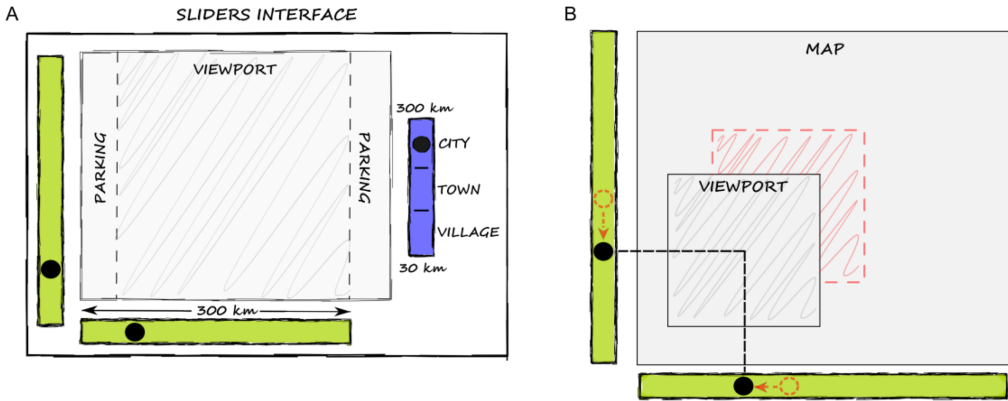 A
SLIDERS INTERFACE
VIEWPORT
PARKING
PARKING
300 km
CITY
TOWN
VILLAGE
30 km
300 km
B
MAP
VIEWPORT